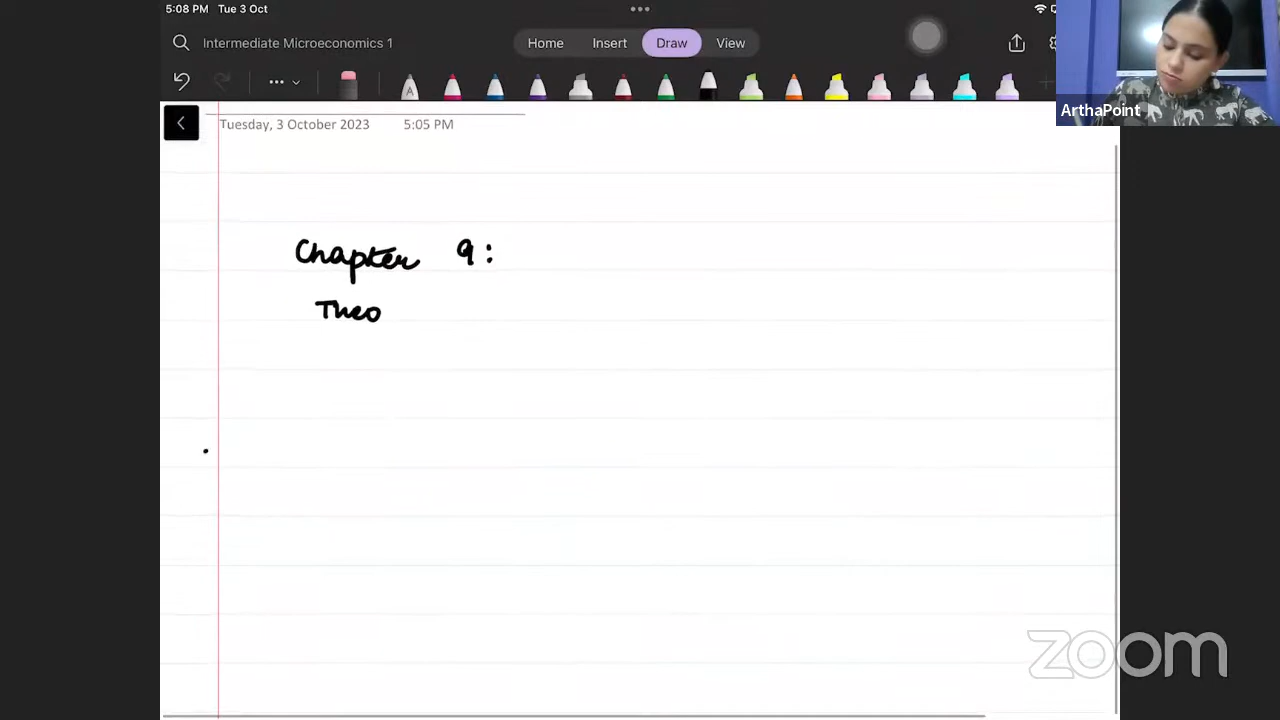 5:08 PM Tue 3 Oct
Intermediate Microeconomics 1
Home Insert Draw View
A
ArthaPoint
Tuesday, 3 October 2023 5:05 PM
Chapter 9:
Theo
zoom